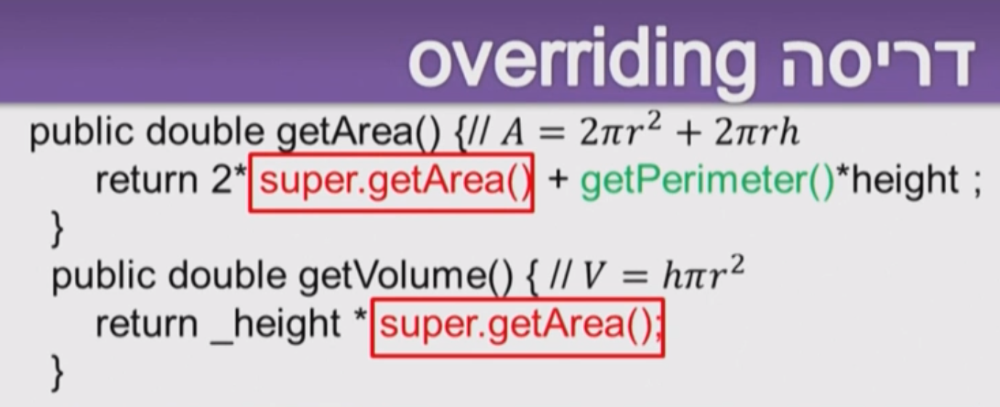 דריסה overriding
public double getArea() {// A = 2πr² + 2πrh
return 2* super.getArea() + getPerimeter()*height ;
}
public double getVolume() { // V = hπr²
return _height * super.getArea();
}